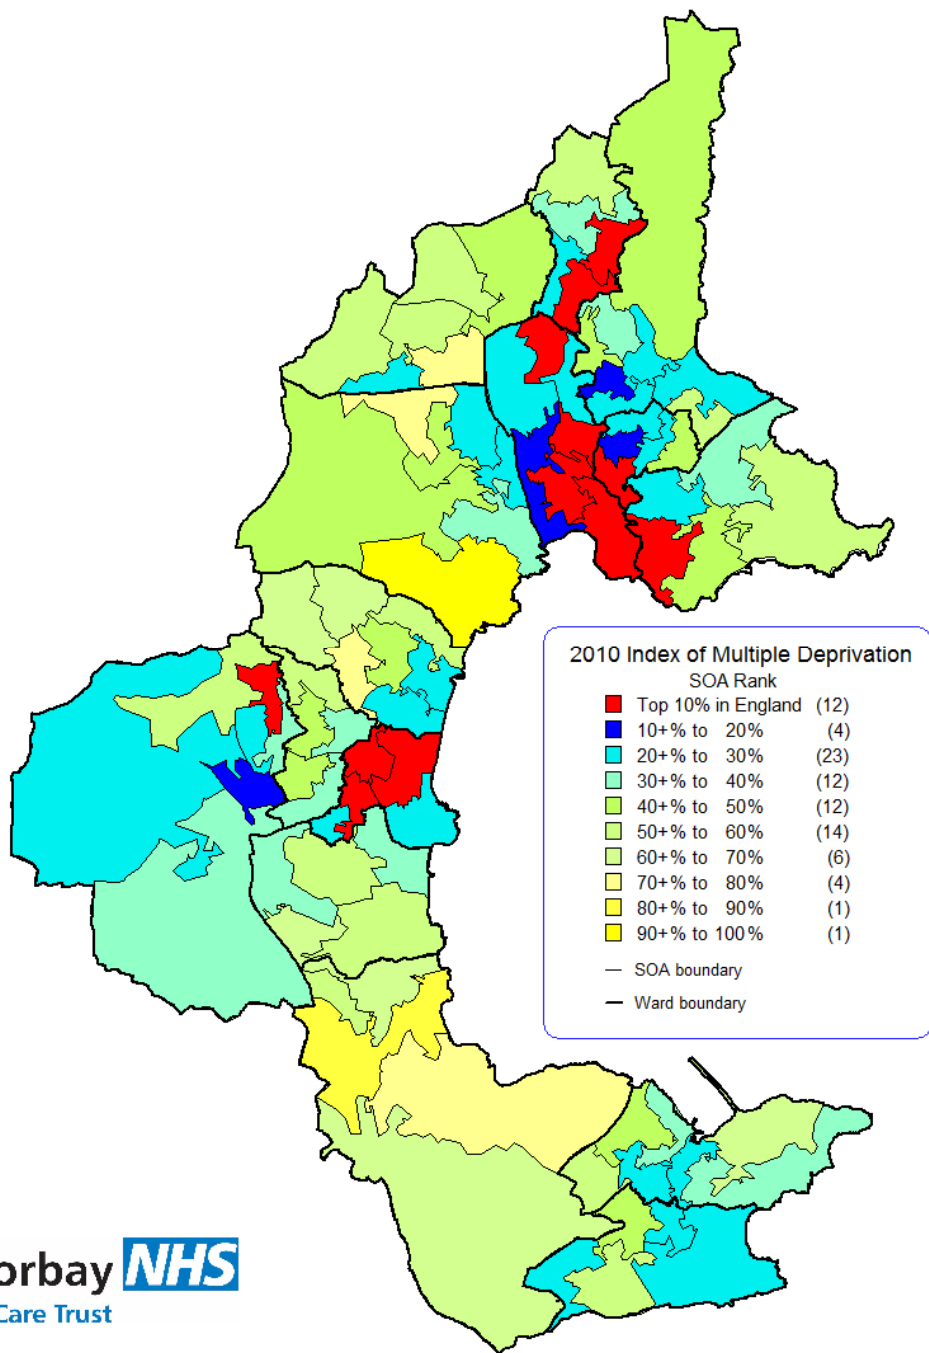 2010 Index of Multiple Deprivation
SOA Rank
Top 10% in England (12)
10+% to 20% (4)
20+% to 30% (23)
30+% to 40% (12)
40+% to 50% (12)
50+% to 60% (14)
60+% to 70% (6)
70+% to 80% (4)
80+% to 90% (1)
90+% to 100% (1)
SOA boundary
Ward boundary
orbay NHS
Care Trust